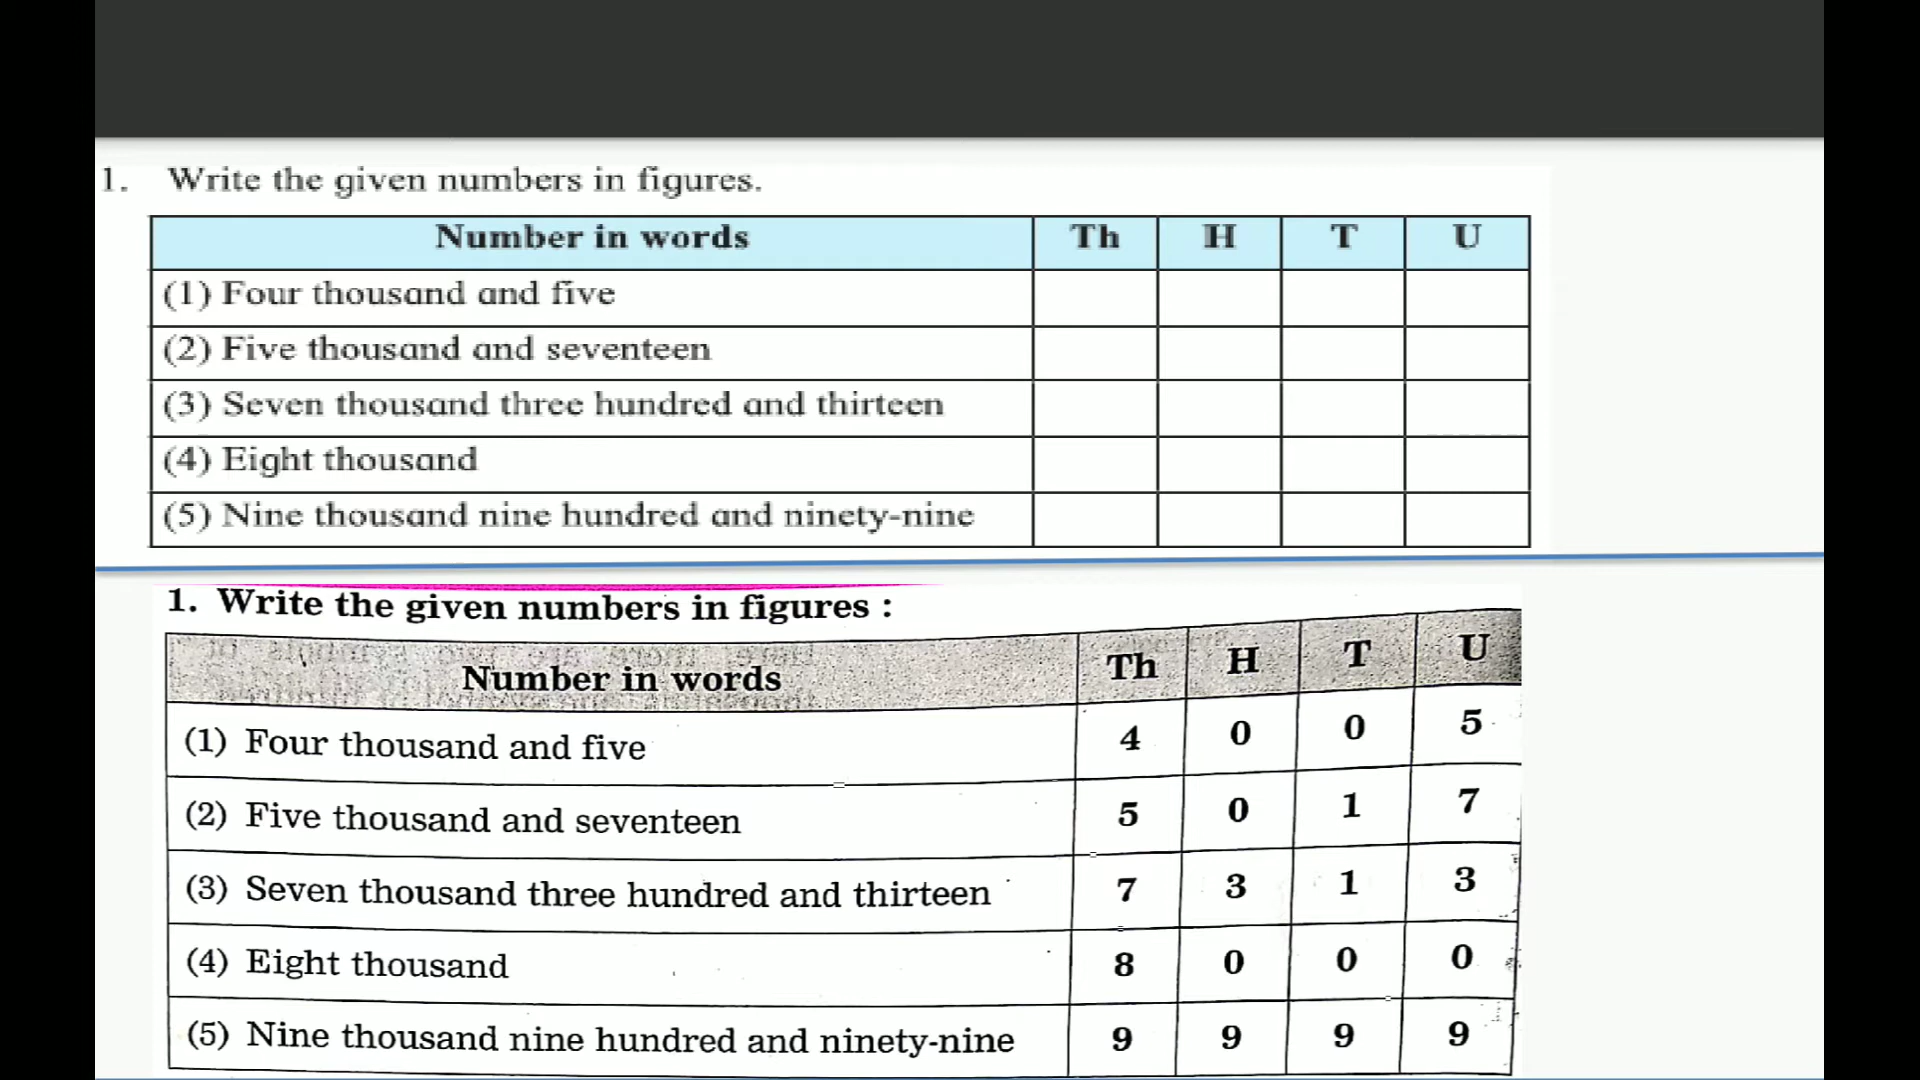 1. Write the given numbers in figures.
Number in words Th H T U
(1) Four thousand and five
(2) Five thousand and seventeen
(3) Seven thousand three hundred and thirteen
(4) Eight thousand
(5) Nine thousand nine hundred and ninety-nine
1. Write the given numbers in figures :
Number in words Th H T U
(1) Four thousand and five 4 0 0 5
(2) Five thousand and seventeen 5 0 1 7
(3) Seven thousand three hundred and thirteen 7 3 1 3
(4) Eight thousand 8 0 0 0
(5) Nine thousand nine hundred and ninety-nine 9 9 9 9